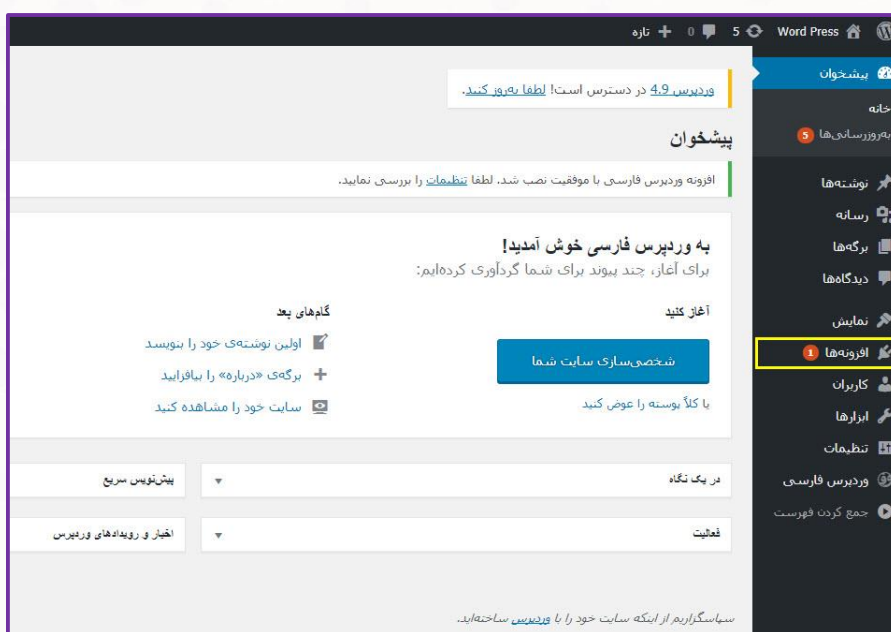 Word Press 5 0 تازه
پیشخوان
خانه
به‌روزرسانی‌ها 5
نوشته‌ها
رسانه
برگه‌ها
دیدگاه‌ها
نمایش
افزونه‌ها 1
کاربران
ابزارها
تنظیمات
وردپرس فارسی
جمع کردن فهرست
وردپرس 4.9 در دسترس است! لطفا به‌روز کنید.
پیشخوان
افزونه وردپرس فارسی با موفقیت نصب شد. لطفا تنظیمات را بررسی نمایید.
به وردپرس فارسی خوش آمدید!
برای آغاز، چند پیوند برای شما گردآوری کرده‌ایم:
آغاز کنید
شخصی‌سازی سایت شما
یا کلاً پوسته را عوض کنید
گام‌های بعد
اولین نوشته‌ی خود را بنویسد
برگه‌ی «درباره» را بیافزایید
سایت خود را مشاهده کنید
در یک نگاه
پیش‌نویس سریع
فعالیت
اخبار و رویدادهای وردپرس
سپاسگزاریم از اینکه سایت خود را با وردپرس ساخته‌اید.